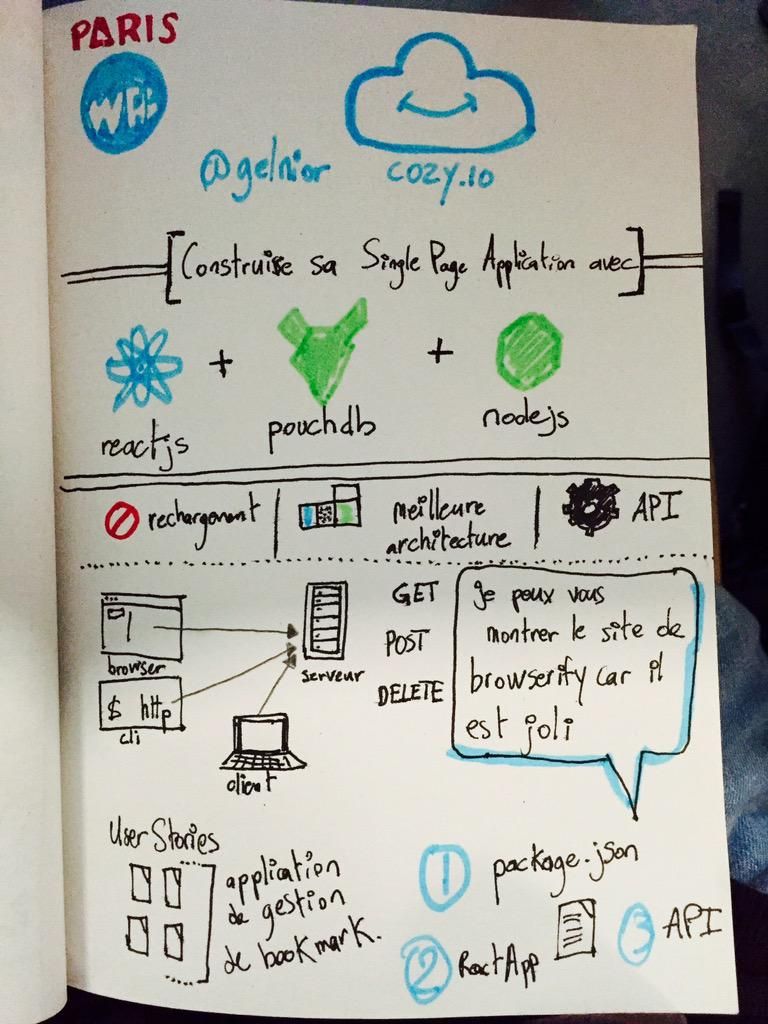 PARIS
@gelnior
cozy.io
[Construire sa Single Page Application avec]
+
+
reactjs
pouchdb
nodejs
rechargement
meilleure
architecture
API
browser
$ http
cli
serveur
client
GET
POST
DELETE
je peux vous
montrer le site de
browserify car il
est joli
User Stories
application
de gestion
de bookmark.
1 package.json
2 React App
3 API